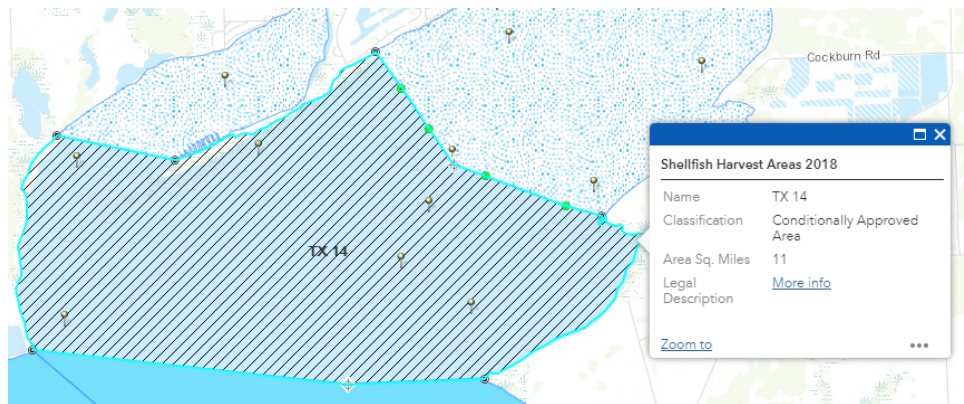 Cockburn Rd
TX 14
Shellfish Harvest Areas 2018
Name TX 14
Classification Conditionally Approved
Area
Area Sq. Miles 11
Legal More info
Description
Zoom to